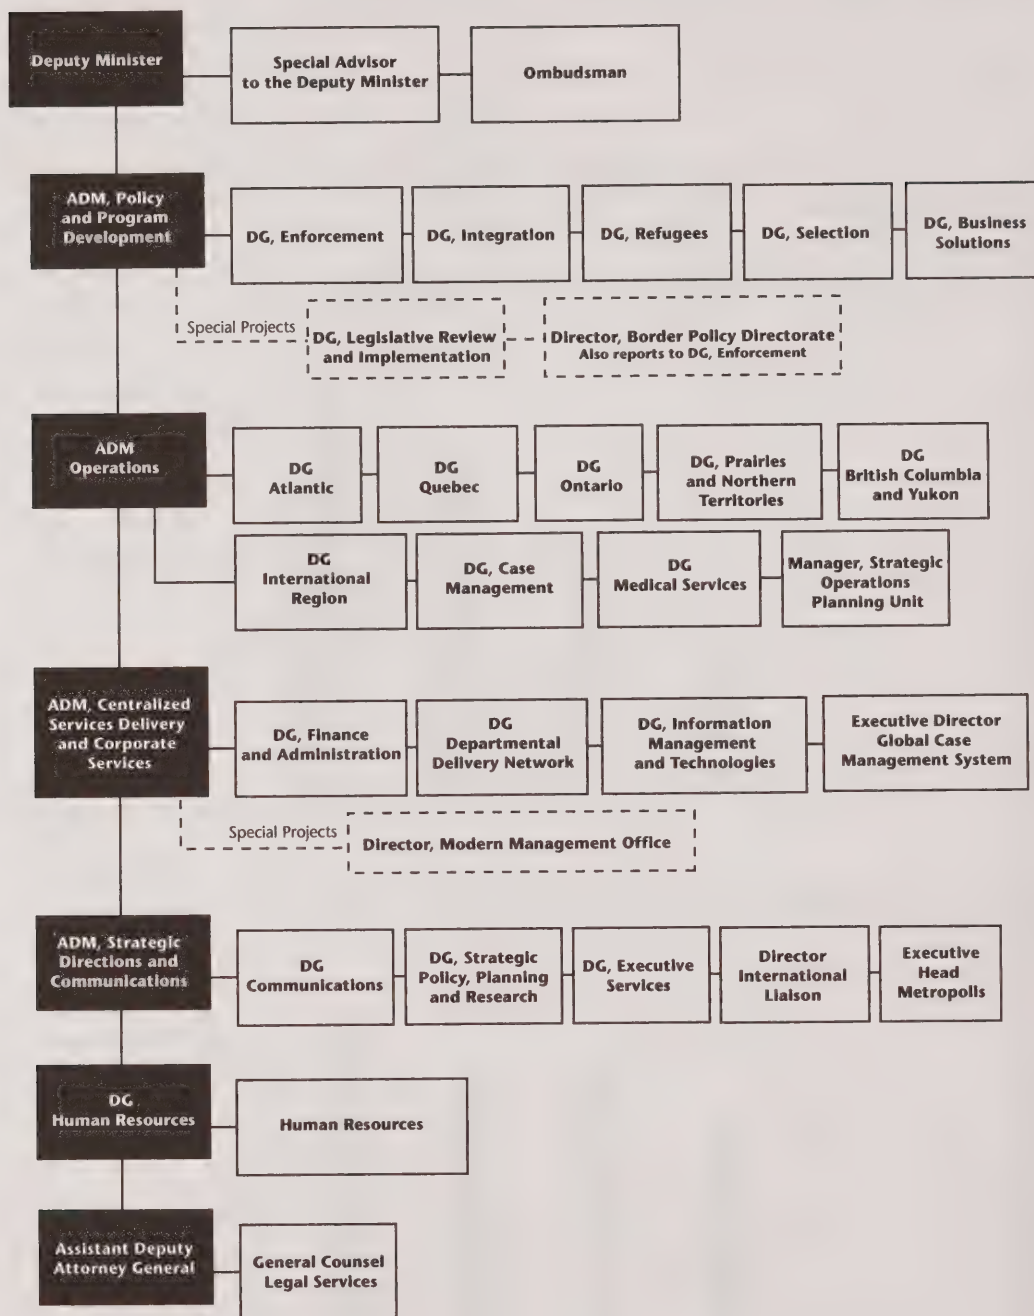 Deputy Minister
Special Advisor
to the Deputy Minister
Ombudsman
ADM, Policy
and Program
Development
DG, Enforcement
DG, Integration
DG, Refugees
DG, Selection
DG, Business
Solutions
Special Projects
DG, Legislative Review
and Implementation
Director, Border Policy Directorate
Also reports to DG, Enforcement
ADM
Operations
DG
Atlantic
DG
Quebec
DG
Ontario
DG, Prairies
and Northern
Territories
DG
British Columbia
and Yukon
DG
International
Region
DG, Case
Management
DG
Medical Services
Manager, Strategic
Operations
Planning Unit
ADM, Centralized
Services Delivery
and Corporate
Services
DG, Finance
and Administration
DG
Departmental
Delivery Network
DG, Information
Management
and Technologies
Executive Director
Global Case
Management System
Special Projects
Director, Modern Management Office
ADM, Strategic
Directions and
Communications
DG
Communications
DG, Strategic
Policy, Planning
and Research
DG, Executive
Services
Director
International
Liaison
Executive
Head
Metropolis
DG
Human Resources
Human Resources
Assistant Deputy
Attorney General
General Counsel
Legal Services